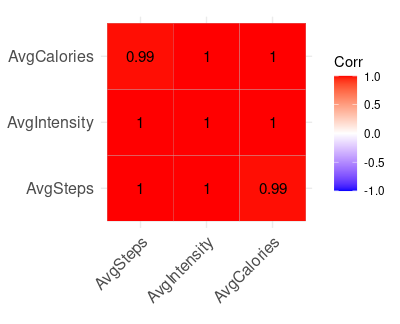 AvgCalories 0.99 1 1
AvgIntensity 1 1 1
AvgSteps 1 1 0.99
AvgSteps AvgIntensity AvgCalories
Corr
1.0
0.5
0.0
-0.5
-1.0